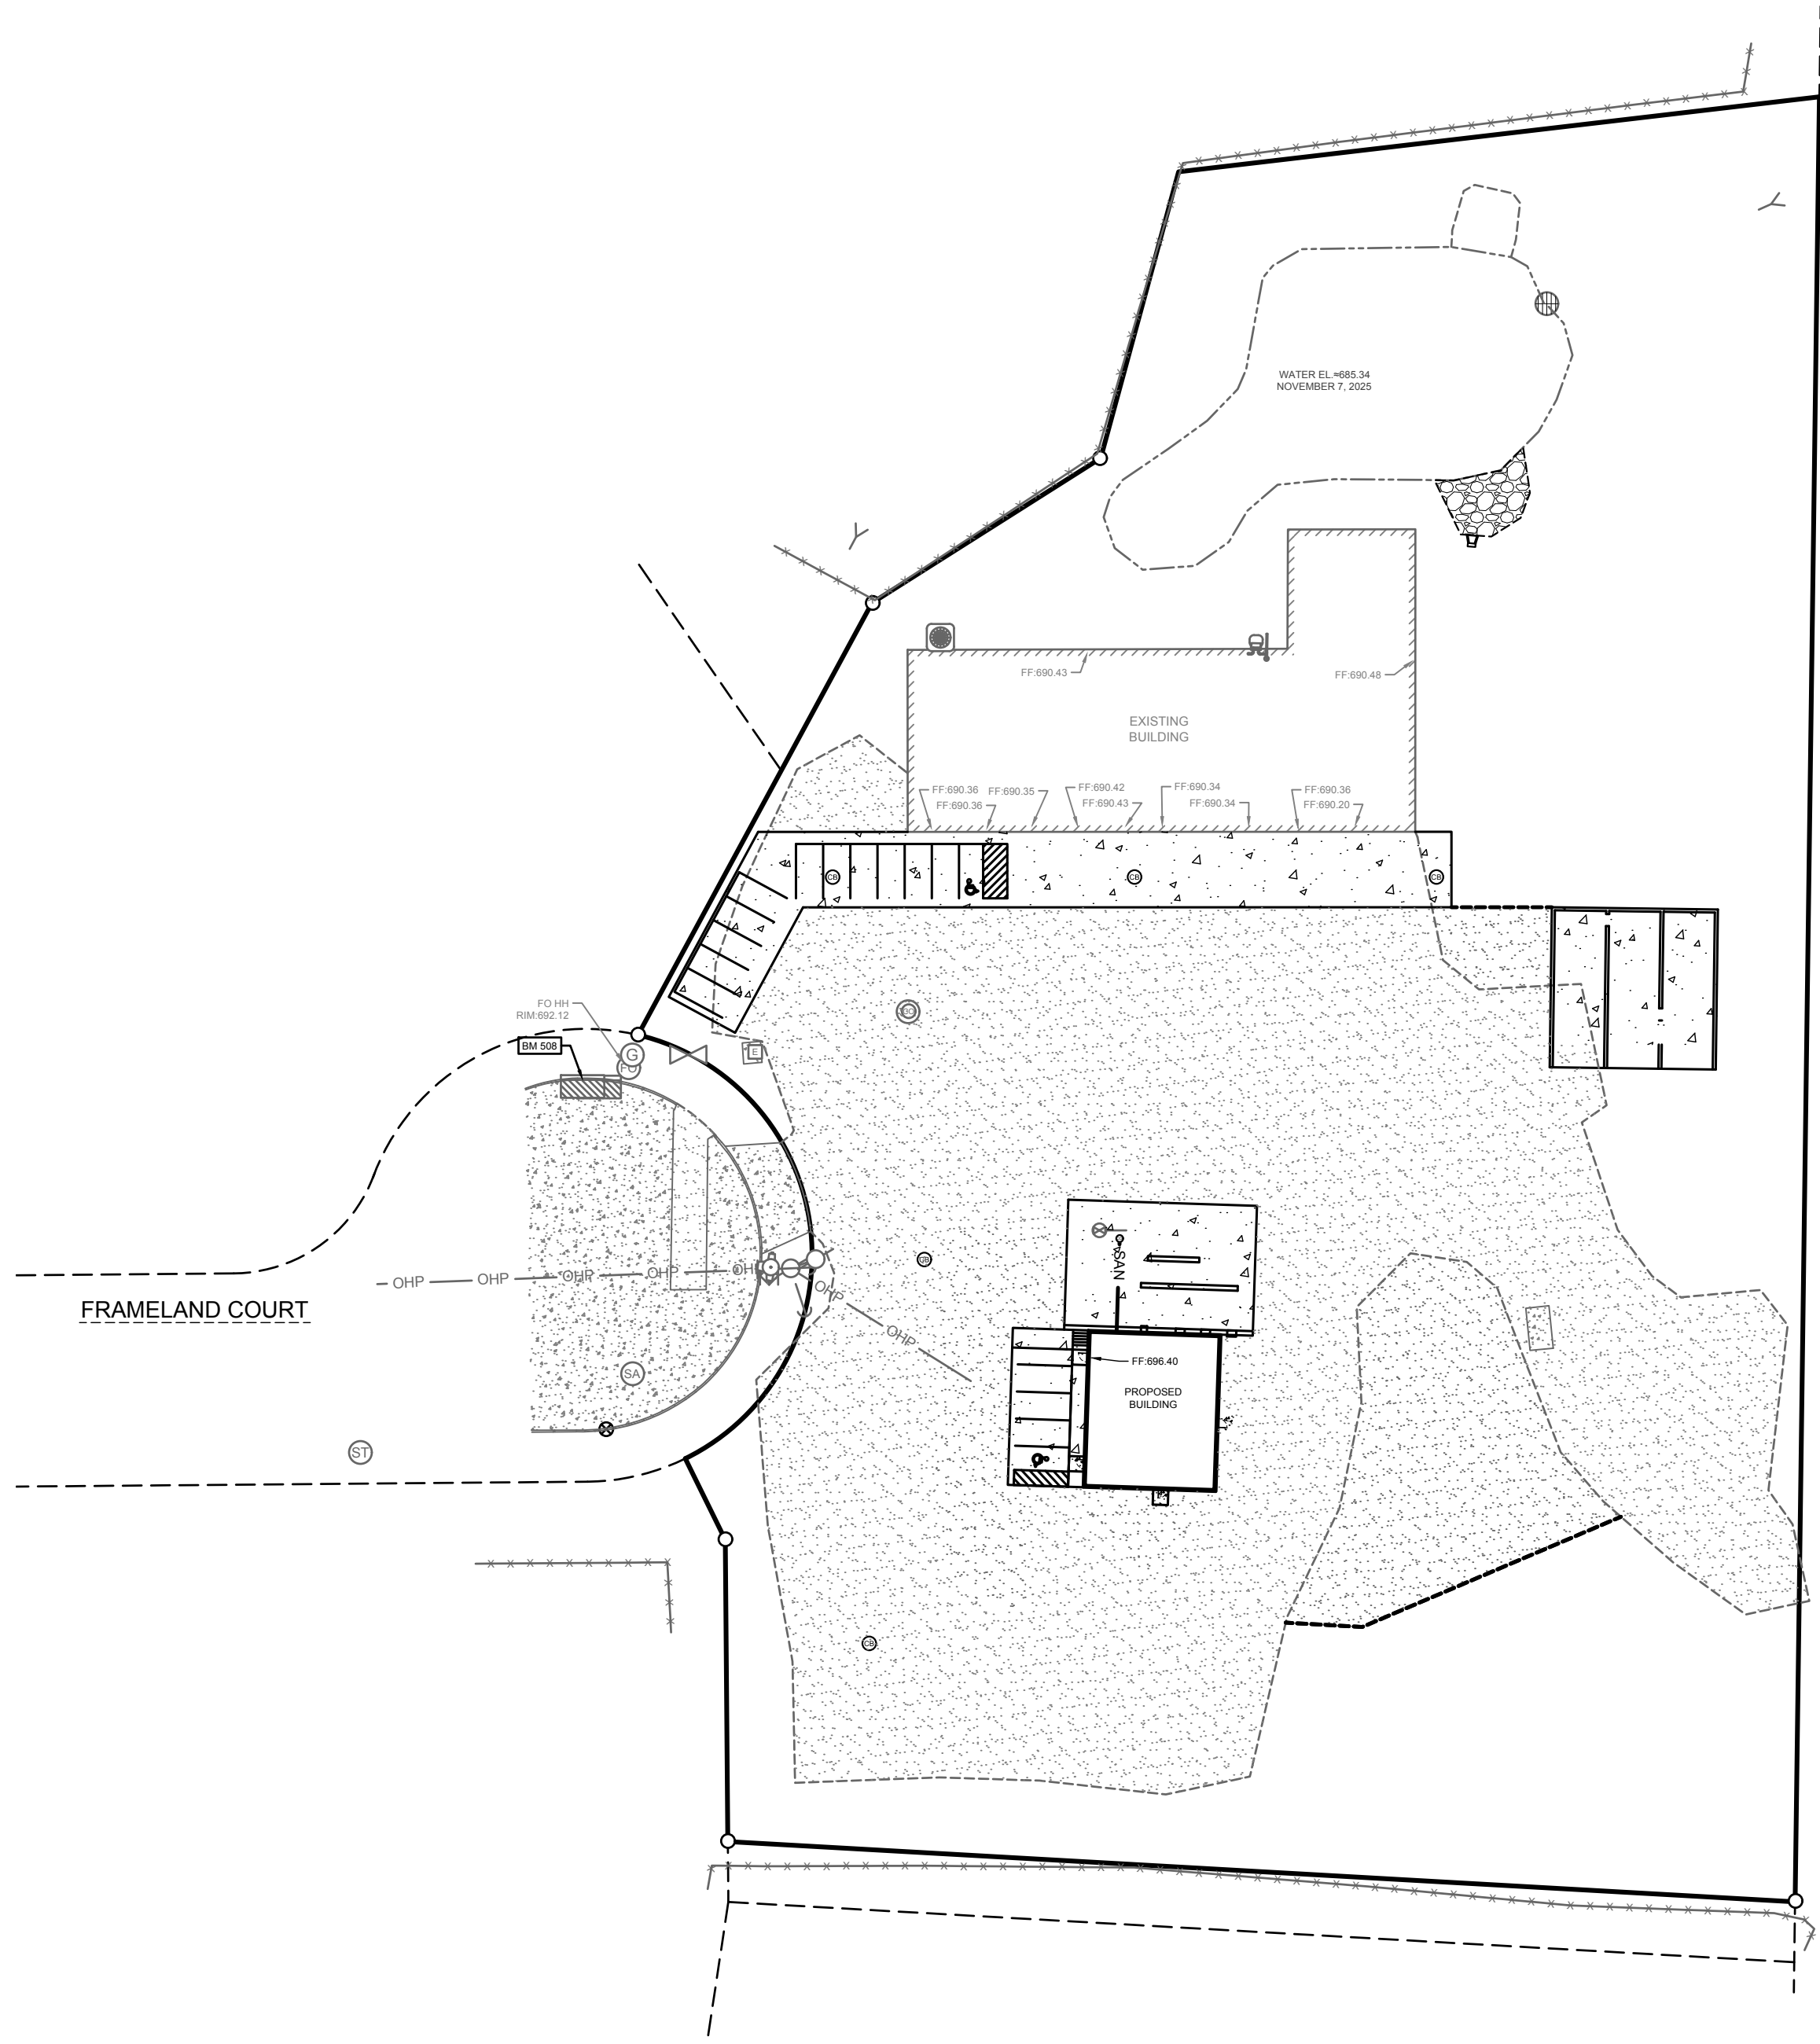 WATER EL.≈685.34
NOVEMBER 7, 2025
FF:690.43
FF:690.48
EXISTING
BUILDING
FF:690.36
FF:690.35
FF:690.42
FF:690.34
FF:690.36
FF:690.36
FF:690.43
FF:690.34
FF:690.20
CB
CB
CB
FO HH
RIM:692.12
BM 508
G
FO
E
OHP
OHP
OHP
OHP
OHP
OHP
OHP
FRAMELAND COURT
CB
SAN
FF:696.40
PROPOSED
BUILDING
SA
ST
CB